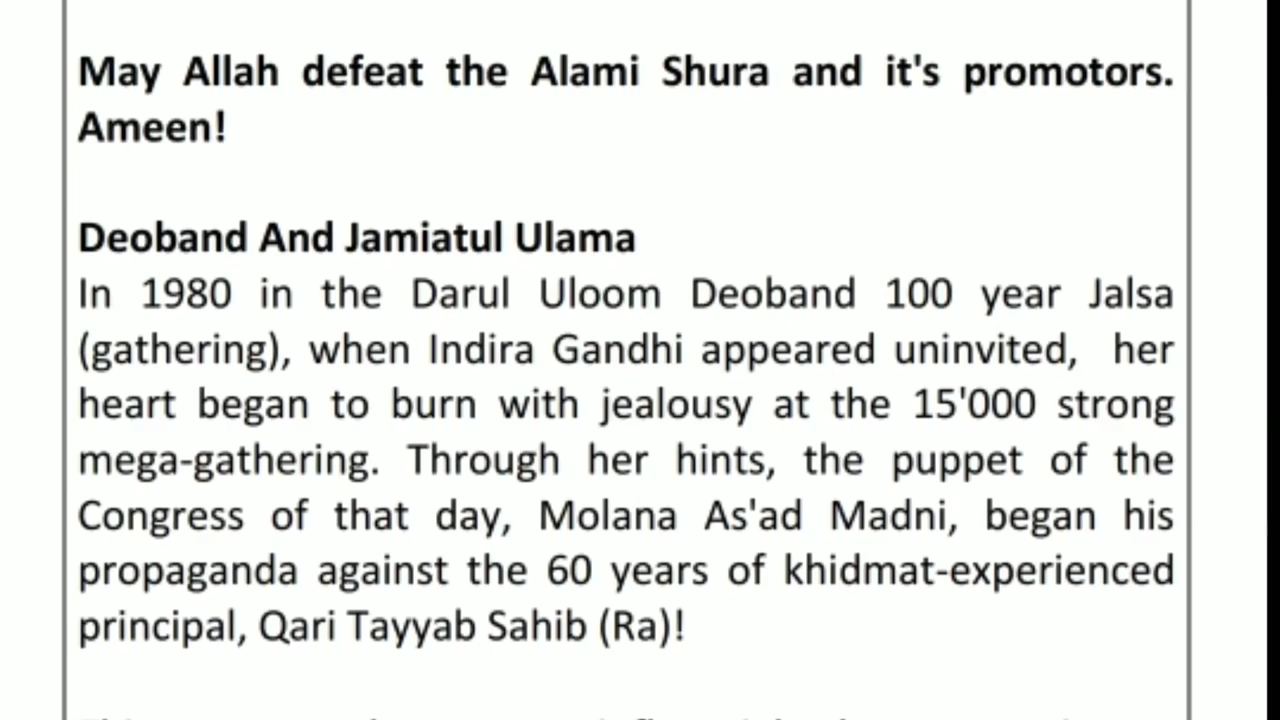 May Allah defeat the Alami Shura and it's promotors.
Ameen!
Deoband And Jamiatul Ulama
In 1980 in the Darul Uloom Deoband 100 year Jalsa
(gathering), when Indira Gandhi appeared uninvited, her
heart began to burn with jealousy at the 15'000 strong
mega-gathering. Through her hints, the puppet of the
Congress of that day, Molana As'ad Madni, began his
propaganda against the 60 years of khidmat-experienced
principal, Qari Tayyab Sahib (Ra)!